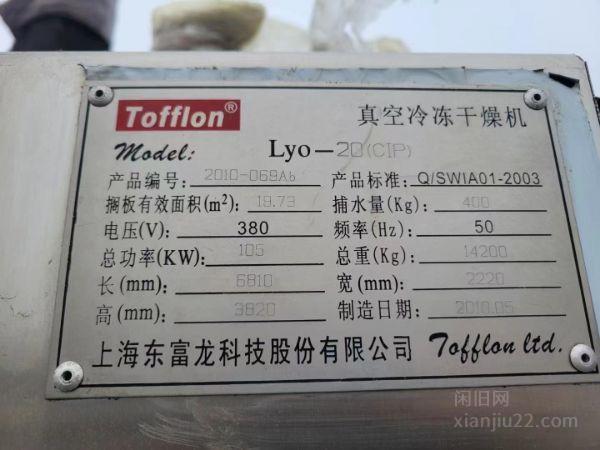 Tofflon® 真空冷冻干燥机
Model: Lyo-20(CIP)
产品编号: 2010-069Ab 产品标准: Q/SWIA01-2003
搁板有效面积(m²): 19.73 捕水量(Kg): 400
电压(V): 380 频率(Hz): 50
总功率(KW): 105 总重(Kg): 14200
长(mm): 6810 宽(mm): 2220
高(mm): 3820 制造日期: 2010.05
上海东富龙科技股份有限公司 Tofflon ltd.
闲旧网
xianjiu22.com